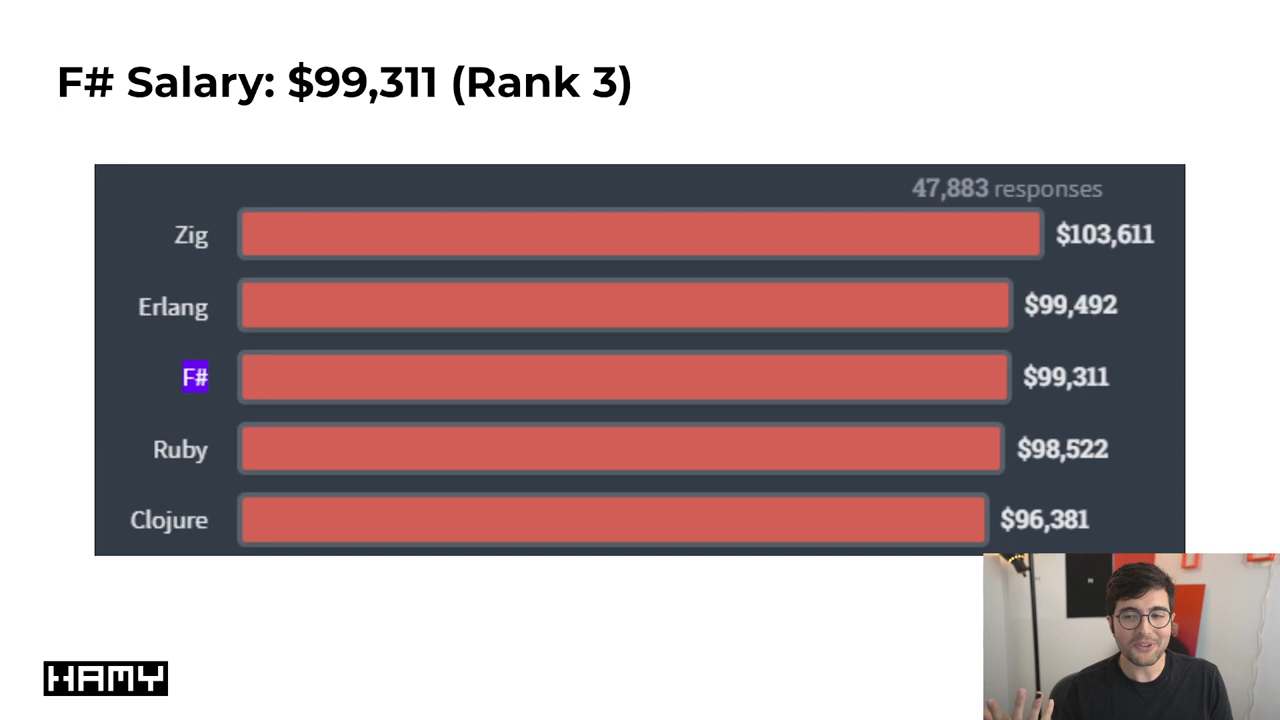 F# Salary: $99,311 (Rank 3)
47,883 responses
Zig $103,611
Erlang $99,492
F# $99,311
Ruby $98,522
Clojure $96,381
HAMY